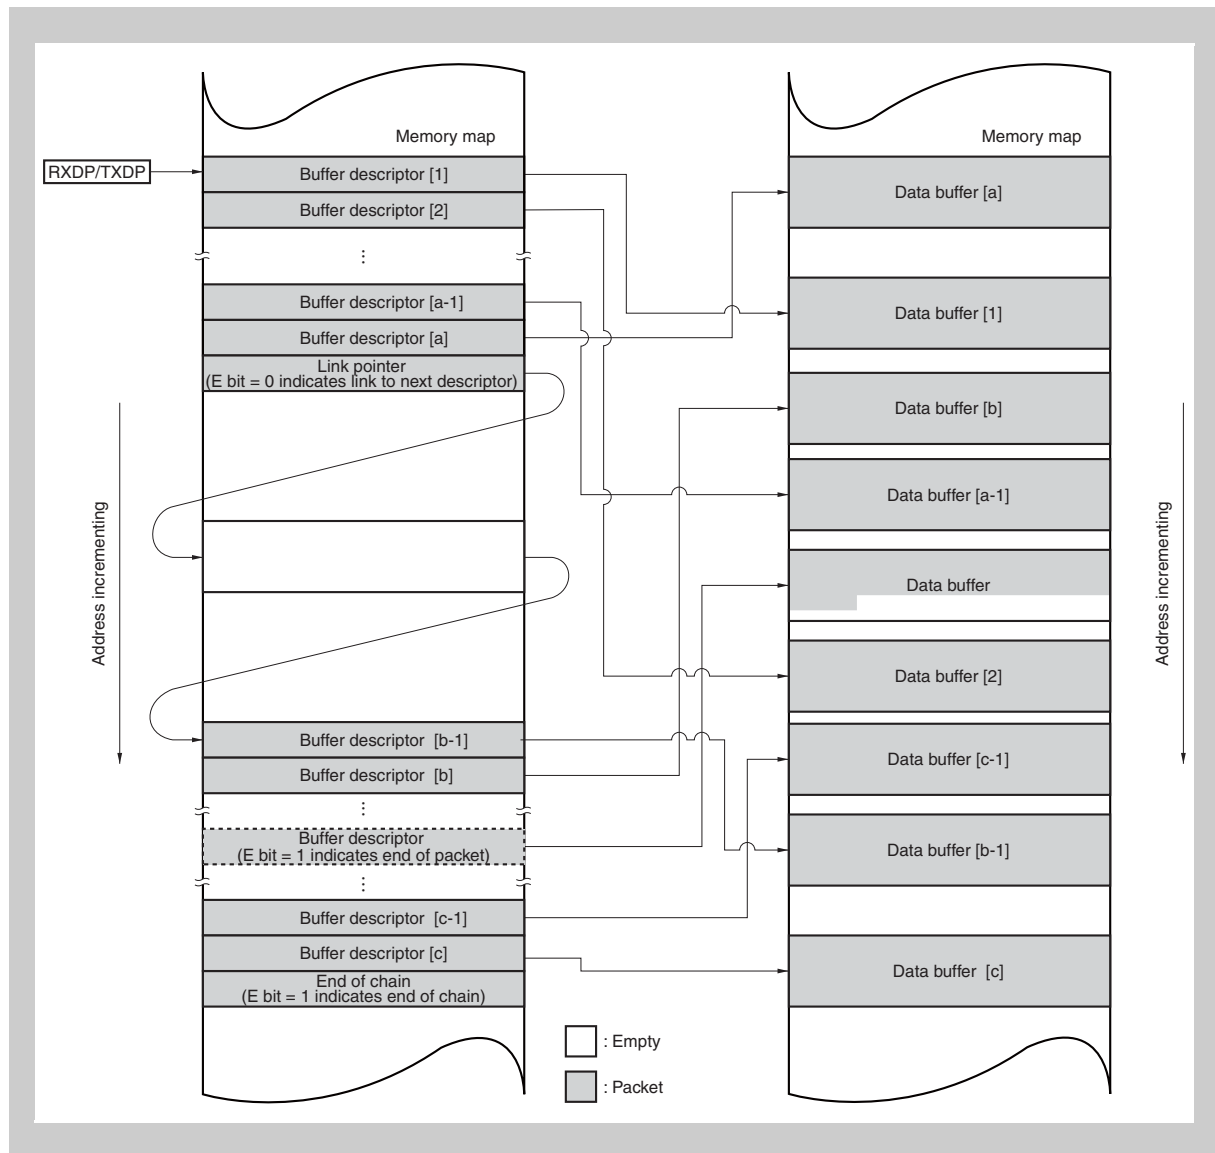 Memory map
RXDP/TXDP
Buffer descriptor [1]
Buffer descriptor [2]
⋮
Buffer descriptor [a-1]
Buffer descriptor [a]
Link pointer
(E bit = 0 indicates link to next descriptor)
Address incrementing
Buffer descriptor [b-1]
Buffer descriptor [b]
⋮
Buffer descriptor
(E bit = 1 indicates end of packet)
⋮
Buffer descriptor [c-1]
Buffer descriptor [c]
End of chain
(E bit = 1 indicates end of chain)
Memory map
Data buffer [a]
Data buffer [1]
Data buffer [b]
Data buffer [a-1]
Data buffer
Data buffer [2]
Data buffer [c-1]
Data buffer [b-1]
Data buffer [c]
Address incrementing
: Empty
: Packet